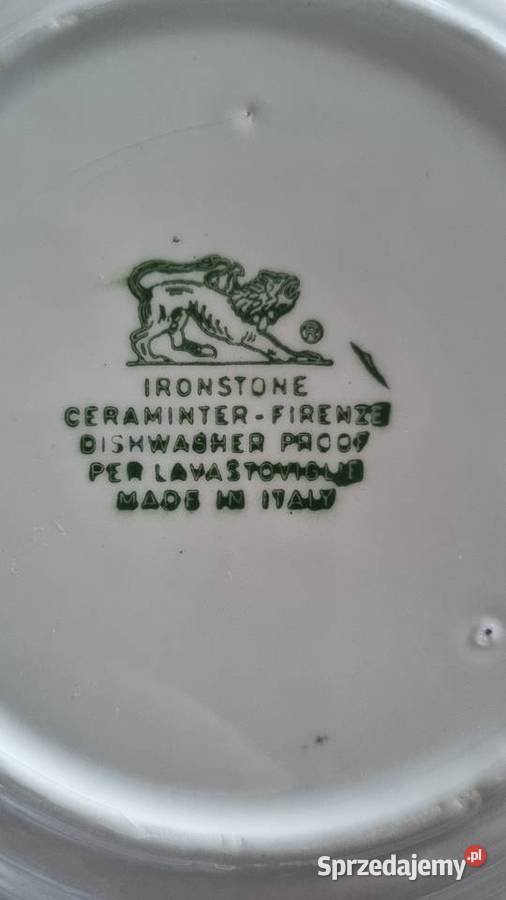 ®
IRONSTONE
CERAMINTER-FIRENZE
DISHWASHER PROOF
PER LAVASTOVIGLIE
MADE IN ITALY
Sprzedajemy.pl